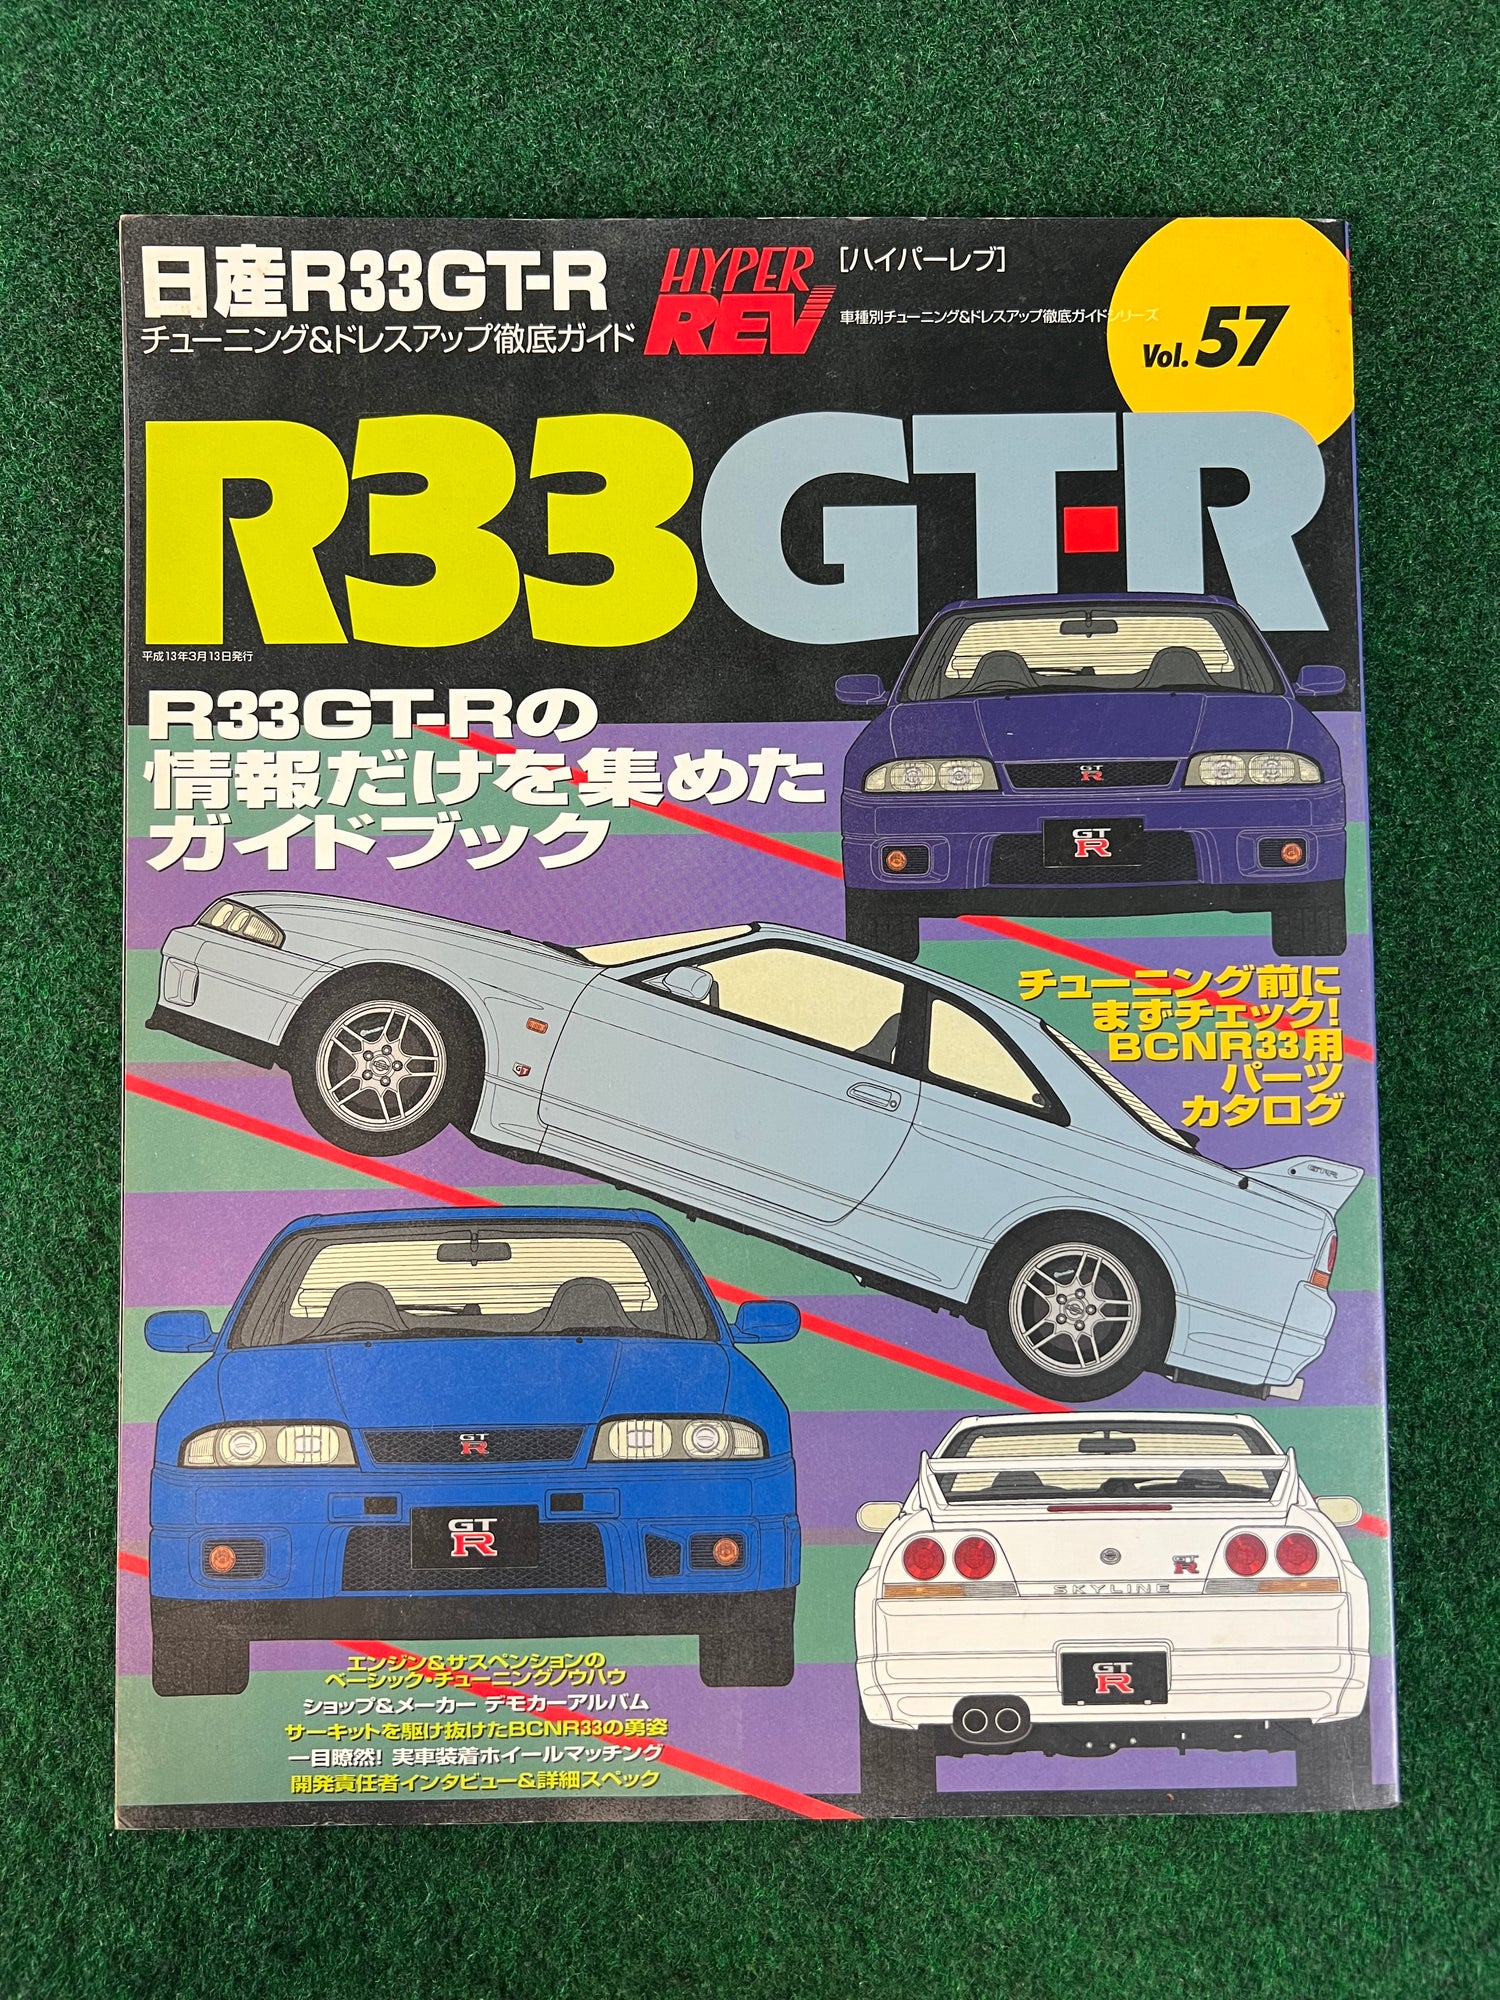 日産R33GT-R
チューニング&ドレスアップ徹底ガイド
HYPER
REV
[ハイパーレブ]
車種別チューニング&ドレスアップ徹底ガイドシリーズ
Vol. 57
R33GT-R
平成13年3月13日発行
R33GT-Rの
情報だけを集めた
ガイドブック
GT
R
GT
R
チューニング前に
まずチェック!
BCNR33用
パーツ
カタログ
GT
GT-R
GT
R
GT
R
GT
R
SKYLINE
GT
R
エンジン&サスペンションの
ベーシック・チューニングノウハウ
ショップ&メーカー デモカーアルバム
サーキットを駆け抜けたBCNR33の勇姿
一目瞭然! 実車装着ホイールマッチング
開発責任者インタビュー&詳細スペック